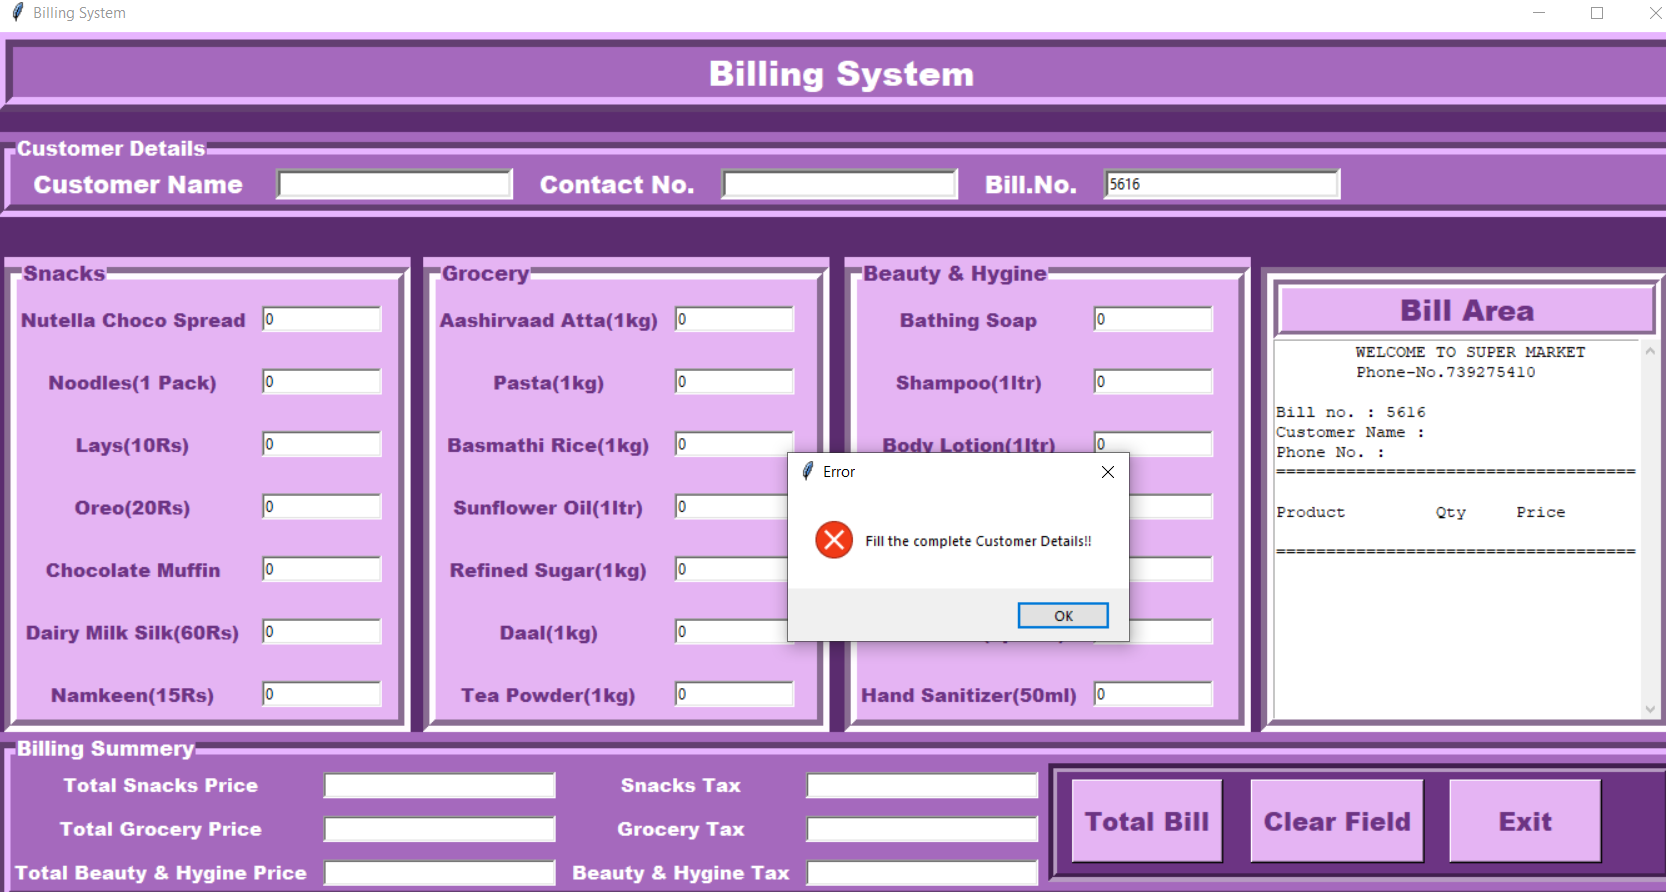 Billing System
Billing System
Customer Details
Customer Name Contact No. Bill.No. 5616
Snacks
Nutella Choco Spread 0
Noodles(1 Pack) 0
Lays(10Rs) 0
Oreo(20Rs) 0
Chocolate Muffin 0
Dairy Milk Silk(60Rs) 0
Namkeen(15Rs) 0
Grocery
Aashirvaad Atta(1kg) 0
Pasta(1kg) 0
Basmathi Rice(1kg) 0
Sunflower Oil(1ltr) 0
Refined Sugar(1kg) 0
Daal(1kg) 0
Tea Powder(1kg) 0
Beauty & Hygine
Bathing Soap 0
Shampoo(1ltr) 0
Body Lotion(1ltr) 0
Hand Sanitizer(50ml) 0
Error
Fill the complete Customer Details!!
OK
Bill Area
WELCOME TO SUPER MARKET
Phone-No.739275410
Bill no. : 5616
Customer Name :
Phone No. :
====================================
Product Qty Price
====================================
Billing Summery
Total Snacks Price Snacks Tax
Total Grocery Price Grocery Tax
Total Beauty & Hygine Price Beauty & Hygine Tax
Total Bill Clear Field Exit